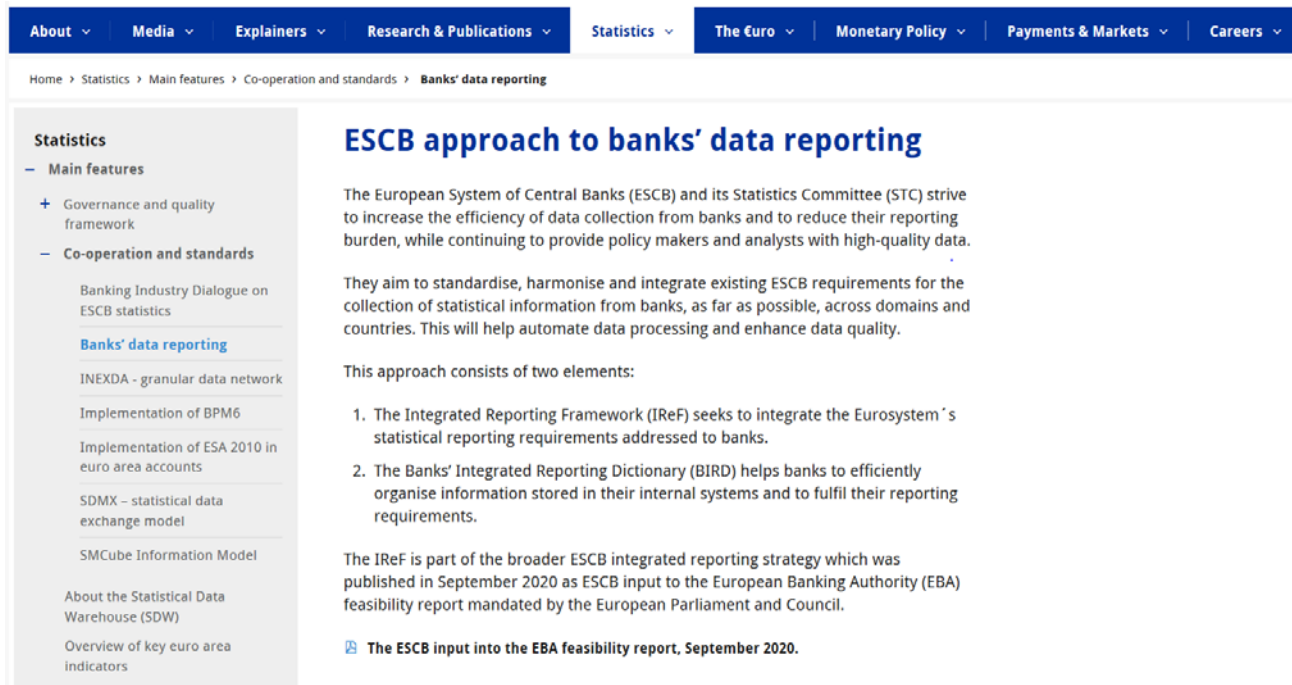 About Media Explainers Research & Publications Statistics The €uro Monetary Policy Payments & Markets Careers
Home > Statistics > Main features > Co-operation and standards > Banks' data reporting
Statistics
− Main features
+ Governance and quality
framework
− Co-operation and standards
Banking Industry Dialogue on
ESCB statistics
Banks' data reporting
INEXDA - granular data network
Implementation of BPM6
Implementation of ESA 2010 in
euro area accounts
SDMX – statistical data
exchange model
SMCube Information Model
About the Statistical Data
Warehouse (SDW)
Overview of key euro area
indicators
ESCB approach to banks' data reporting
The European System of Central Banks (ESCB) and its Statistics Committee (STC) strive
to increase the efficiency of data collection from banks and to reduce their reporting
burden, while continuing to provide policy makers and analysts with high-quality data.
They aim to standardise, harmonise and integrate existing ESCB requirements for the
collection of statistical information from banks, as far as possible, across domains and
countries. This will help automate data processing and enhance data quality.
This approach consists of two elements:
1. The Integrated Reporting Framework (IReF) seeks to integrate the Eurosystem´s
statistical reporting requirements addressed to banks.
2. The Banks' Integrated Reporting Dictionary (BIRD) helps banks to efficiently
organise information stored in their internal systems and to fulfil their reporting
requirements.
The IReF is part of the broader ESCB integrated reporting strategy which was
published in September 2020 as ESCB input to the European Banking Authority (EBA)
feasibility report mandated by the European Parliament and Council.
The ESCB input into the EBA feasibility report, September 2020.